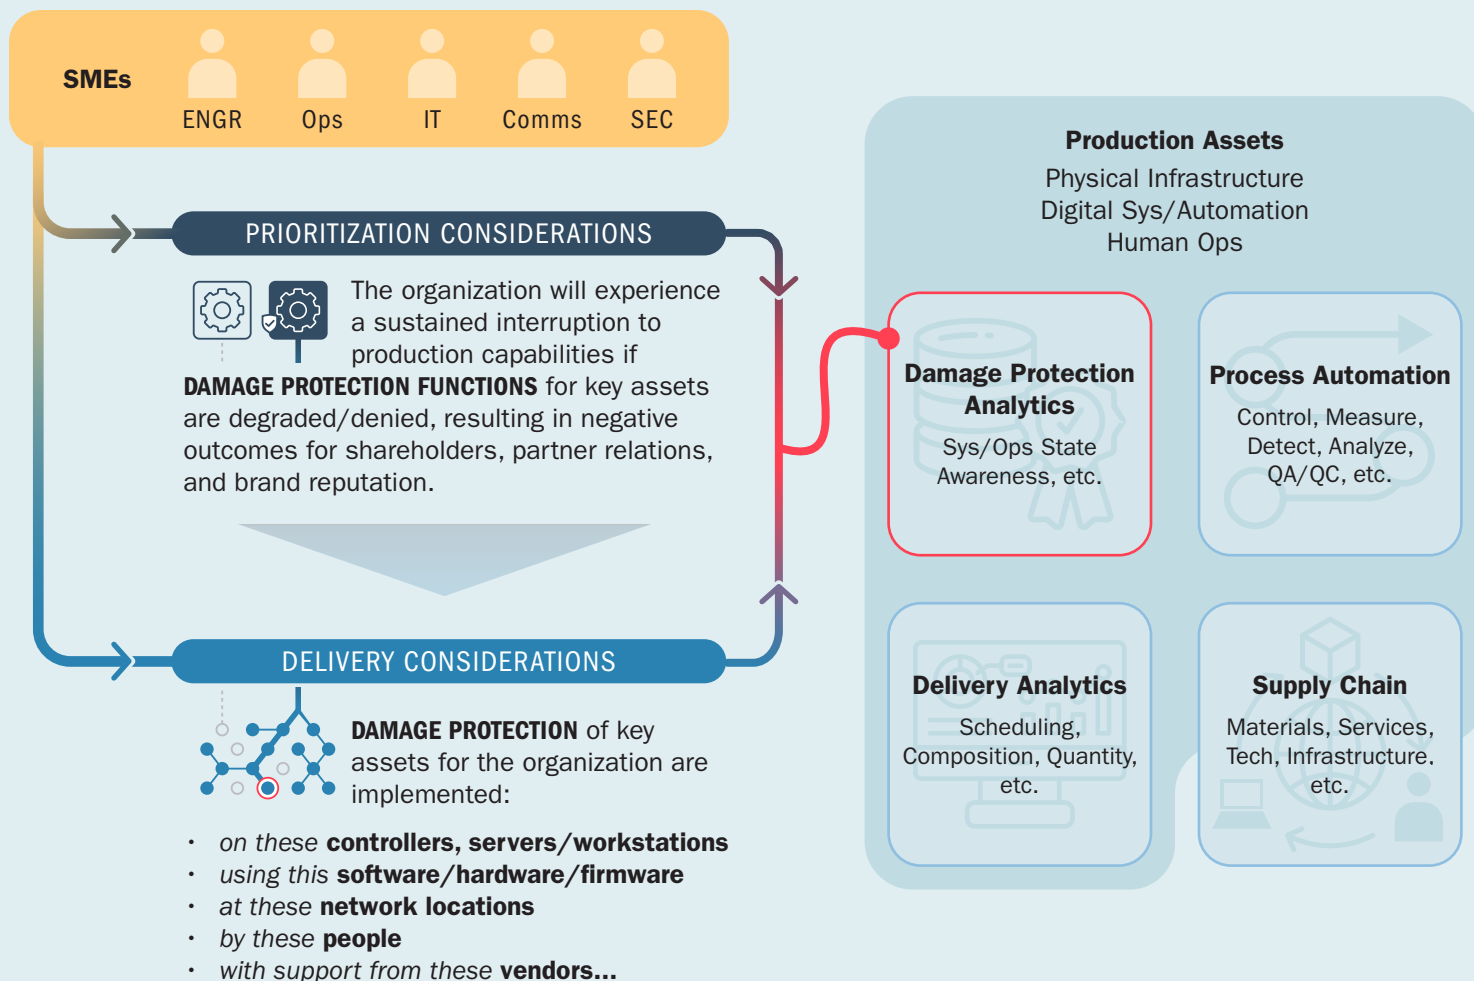 SMEs
ENGR
Ops
IT
Comms
SEC
PRIORITIZATION CONSIDERATIONS
The organization will experience
a sustained interruption to
production capabilities if
DAMAGE PROTECTION FUNCTIONS for key assets
are degraded/denied, resulting in negative
outcomes for shareholders, partner relations,
and brand reputation.
DELIVERY CONSIDERATIONS
DAMAGE PROTECTION of key
assets for the organization are
implemented:
· on these controllers, servers/workstations
· using this software/hardware/firmware
· at these network locations
· by these people
· with support from these vendors...
Production Assets
Physical Infrastructure
Digital Sys/Automation
Human Ops
Damage Protection
Analytics
Sys/Ops State
Awareness, etc.
Process Automation
Control, Measure,
Detect, Analyze,
QA/QC, etc.
Delivery Analytics
Scheduling,
Composition, Quantity,
etc.
Supply Chain
Materials, Services,
Tech, Infrastructure.
etc.